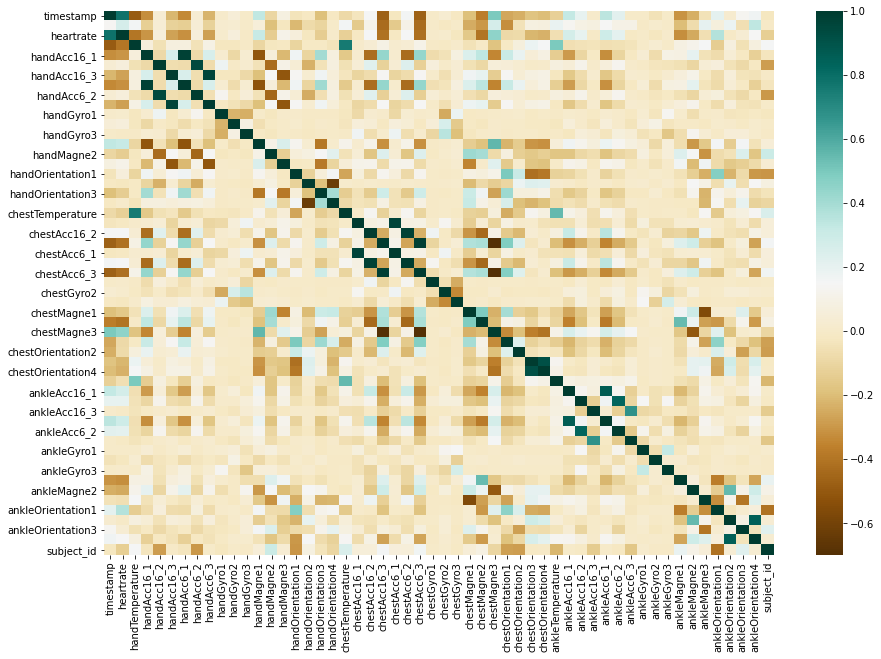 timestamp
heartrate
handAcc16_1
handAcc16_3
handAcc6_2
handGyro1
handGyro3
handMagne2
handOrientation1
handOrientation3
chestTemperature
chestAcc16_2
chestAcc6_1
chestAcc6_3
chestGyro2
chestMagne1
chestMagne3
chestOrientation2
chestOrientation4
ankleAcc16_1
ankleAcc16_3
ankleAcc6_2
ankleGyro1
ankleGyro3
ankleMagne2
ankleOrientation1
ankleOrientation3
subject_id
timestamp
heartrate
handTemperature
handAcc16_1
handAcc16_2
handAcc16_3
handAcc6_1
handAcc6_2
handAcc6_3
handGyro1
handGyro2
handGyro3
handMagne1
handMagne2
handMagne3
handOrientation1
handOrientation2
handOrientation3
handOrientation4
chestTemperature
chestAcc16_1
chestAcc16_2
chestAcc16_3
chestAcc6_1
chestAcc6_2
chestAcc6_3
chestGyro1
chestGyro2
chestGyro3
chestMagne1
chestMagne2
chestMagne3
chestOrientation1
chestOrientation2
chestOrientation3
chestOrientation4
ankleTemperature
ankleAcc16_1
ankleAcc16_2
ankleAcc16_3
ankleAcc6_1
ankleAcc6_2
ankleAcc6_3
ankleGyro1
ankleGyro2
ankleGyro3
ankleMagne1
ankleMagne2
ankleMagne3
ankleOrientation1
ankleOrientation2
ankleOrientation3
ankleOrientation4
subject_id
1.0
0.8
0.6
0.4
0.2
0.0
−0.2
−0.4
−0.6